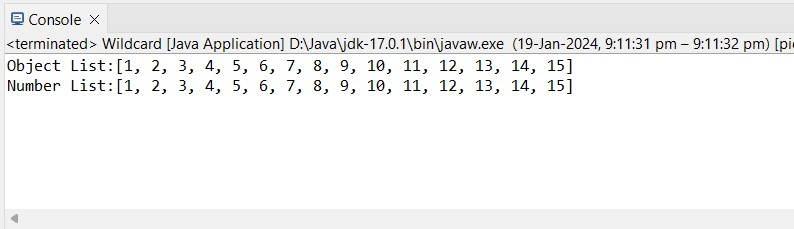 Console
<terminated> Wildcard [Java Application] D:\Java\jdk-17.0.1\bin\javaw.exe (19-Jan-2024, 9:11:31 pm – 9:11:32 pm) [pi
Object List:[1, 2, 3, 4, 5, 6, 7, 8, 9, 10, 11, 12, 13, 14, 15]
Number List:[1, 2, 3, 4, 5, 6, 7, 8, 9, 10, 11, 12, 13, 14, 15]